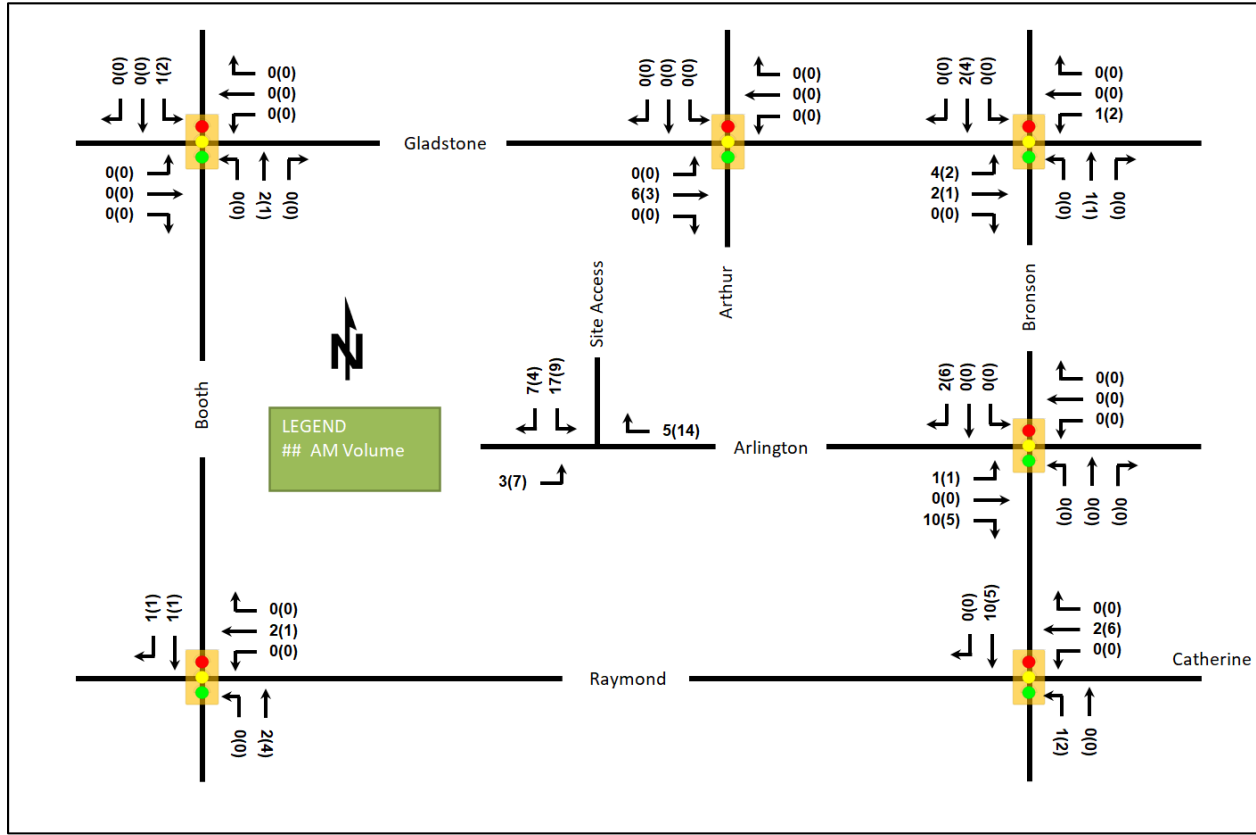 0(0) 0(0) 1(2)
0(0)
0(0)
0(0)
0(0) 0(0) 0(0)
0(0)
0(0)
0(0)
0(0) 2(4) 0(0)
0(0)
0(0)
1(2)
Gladstone
0(0)
0(0)
0(0)
0(0) 2(1) 0(0)
0(0)
6(3)
0(0)
4(2)
2(1)
0(0)
0(0) 1(1) 0(0)
Booth
N
Site Access
Arthur
Bronson
LEGEND
## AM Volume
7(4) 17(9)
5(14)
3(7)
Arlington
2(6) 0(0) 0(0)
0(0)
0(0)
0(0)
1(1)
0(0)
10(5)
0(0) 0(0) 0(0)
1(1) 1(1)
0(0)
2(1)
0(0)
0(0) 2(4)
Raymond
0(0) 10(5)
0(0)
2(6)
0(0)
Catherine
1(2) 0(0)